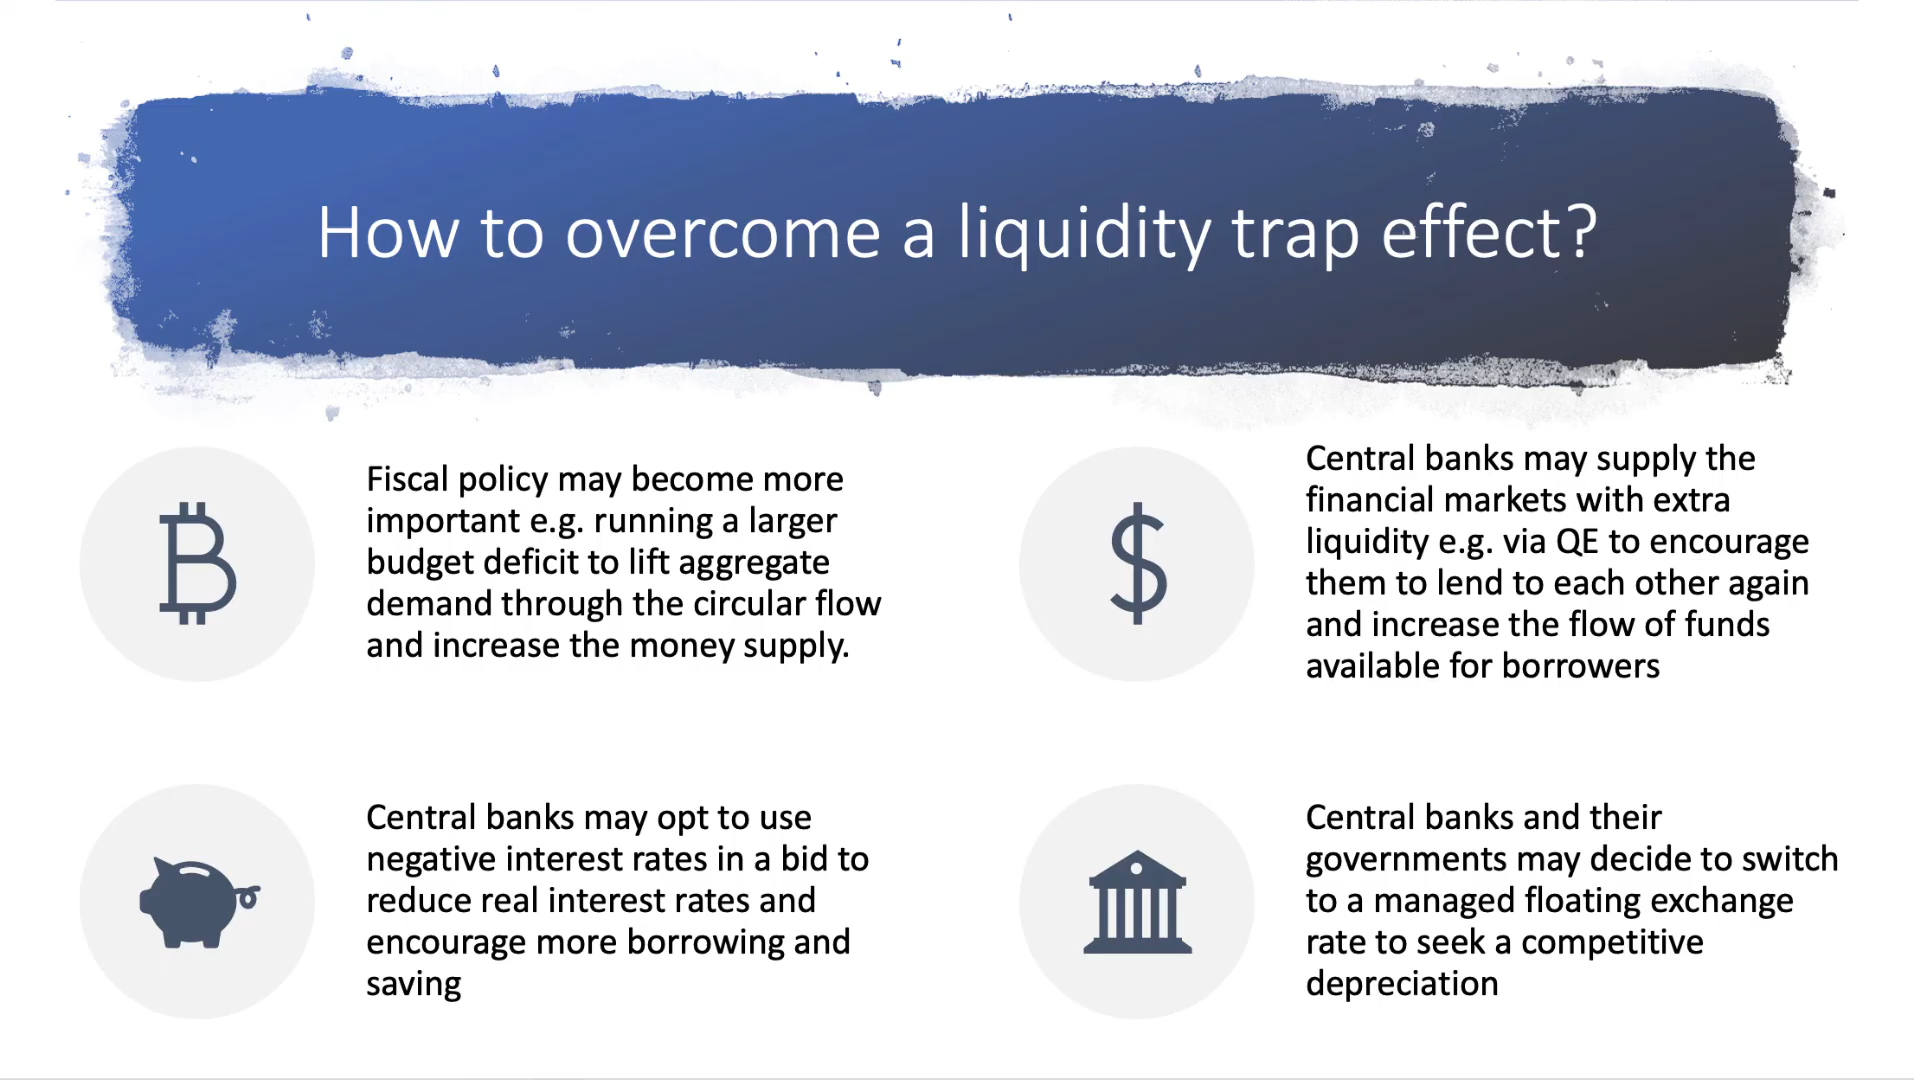 How to overcome a liquidity trap effect?
Fiscal policy may become more
important e.g. running a larger
budget deficit to lift aggregate
demand through the circular flow
and increase the money supply.
Central banks may supply the
financial markets with extra
liquidity e.g. via QE to encourage
them to lend to each other again
and increase the flow of funds
available for borrowers
Central banks may opt to use
negative interest rates in a bid to
reduce real interest rates and
encourage more borrowing and
saving
Central banks and their
governments may decide to switch
to a managed floating exchange
rate to seek a competitive
depreciation